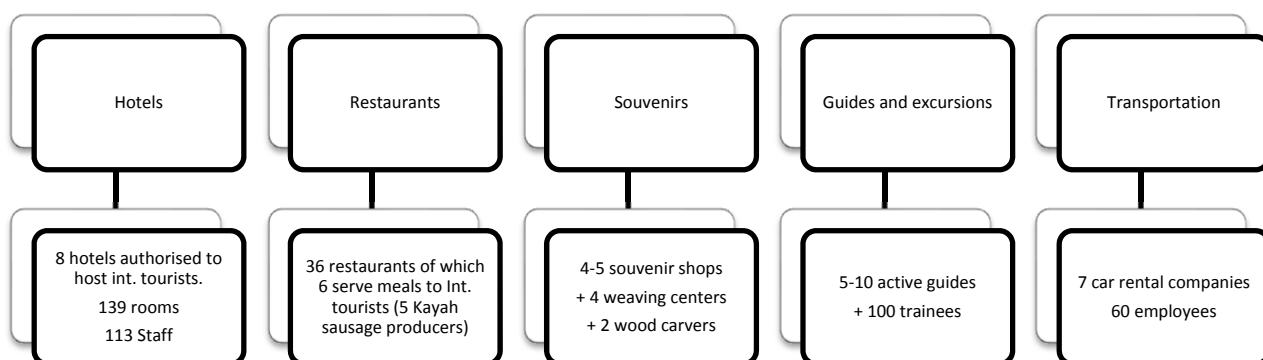 Hotels
Restaurants
Souvenirs
Guides and excursions
Transportation
8 hotels authorised to
host int. tourists.
139 rooms
113 Staff
36 restaurants of which
6 serve meals to Int.
tourists (5 Kayah
sausage producers)
4-5 souvenir shops
+ 4 weaving centers
+ 2 wood carvers
5-10 active guides
+ 100 trainees
7 car rental companies
60 employees